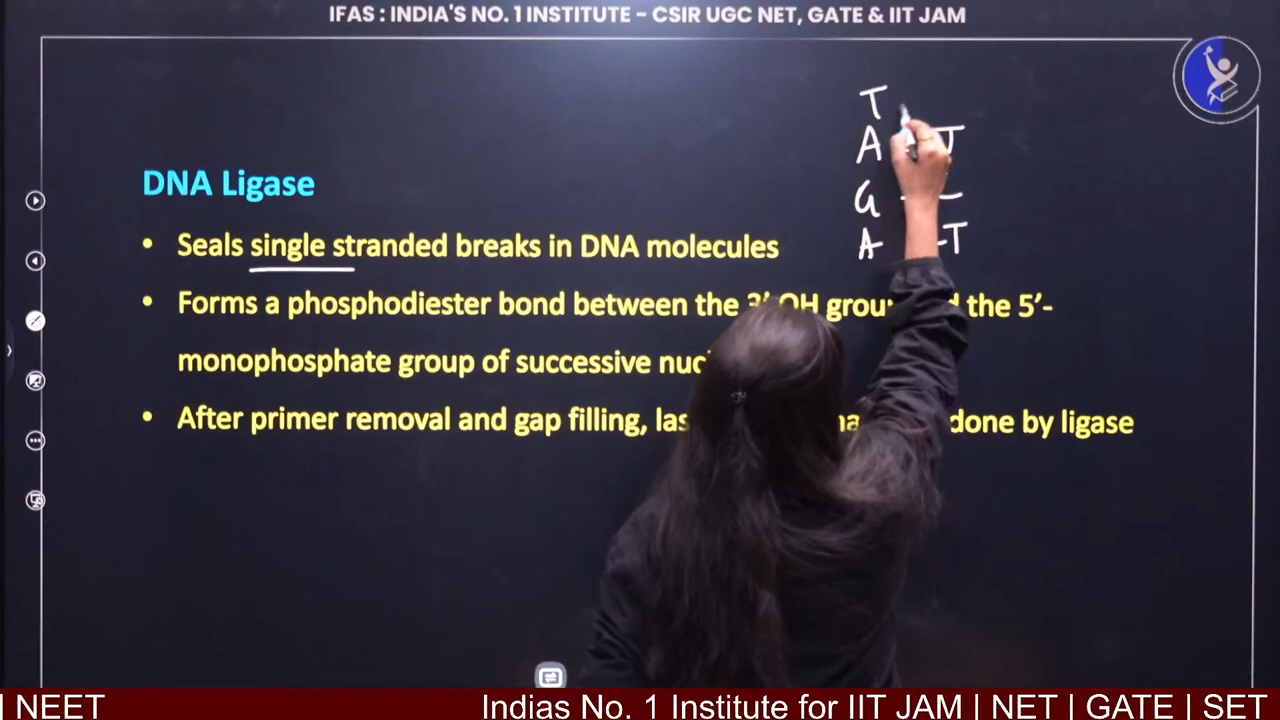 IFAS : INDIA'S NO. 1 INSTITUTE – CSIR UGC NET, GATE & IIT JAM
T
A T
G
A -T
DNA Ligase
• Seals single stranded breaks in DNA molecules
• Forms a phosphodiester bond between the 3' OH the 5'-
monophosphate group of successive
• After primer removal and gap filling, done by ligase
| NEET Indias No. 1 Institute for IIT JAM | NET | GATE | SET